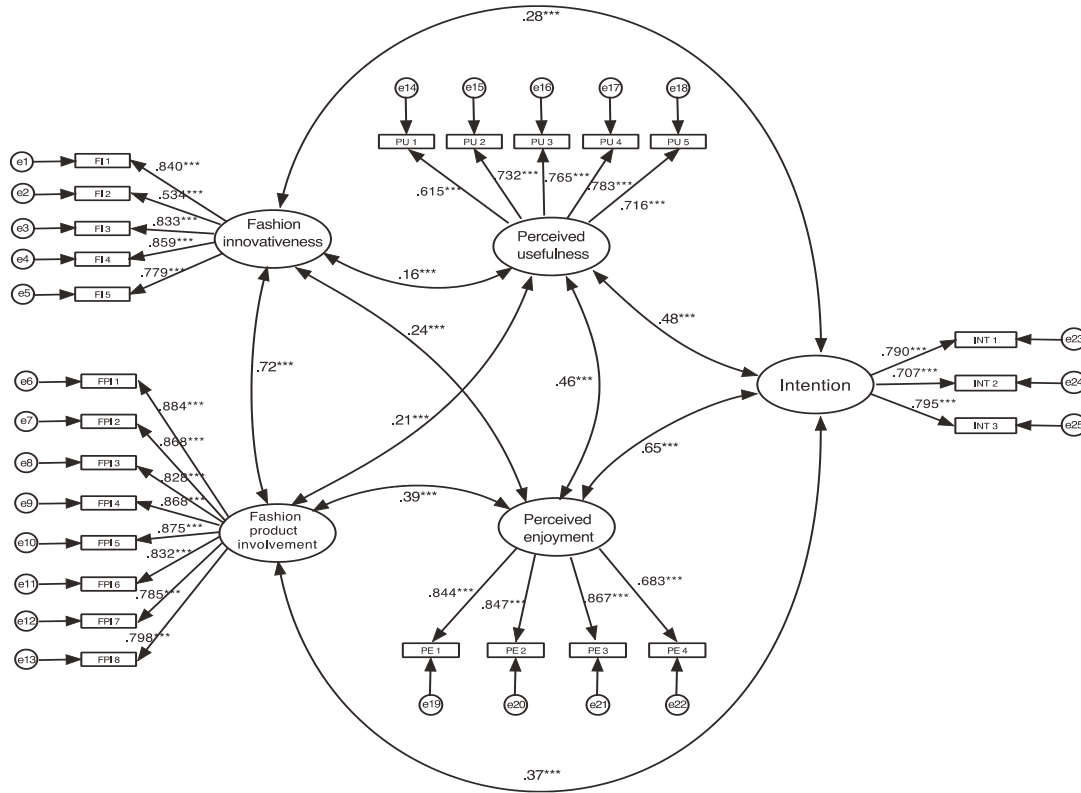 .28***
e14
e15
e16
e17
e18
PU 1
PU 2
PU 3
PU 4
PU 5
.615***
.732***
.765***
.783***
.716***
e1
FI 1
.840***
e2
FI 2
.534***
e3
FI 3
.833***
e4
FI 4
.859***
e5
FI 5
.779***
Fashion
innovativeness
Perceived
usefulness
.16***
.24***
.48***
.72***
.46***
.21***
.65***
.39***
Intention
.790***
INT 1
e23
.707***
INT 2
e24
.795***
INT 3
e25
e6
FPI 1
.884***
e7
FPI 2
.868***
e8
FPI 3
.828***
e9
FPI 4
.868***
e10
FPI 5
.875***
e11
FPI 6
.832***
e12
FPI 7
.785***
e13
FPI 8
.798***
Fashion
product
involvement
Perceived
enjoyment
.844***
.847***
.867***
.683***
PE 1
PE 2
PE 3
PE 4
e19
e20
e21
e22
.37***